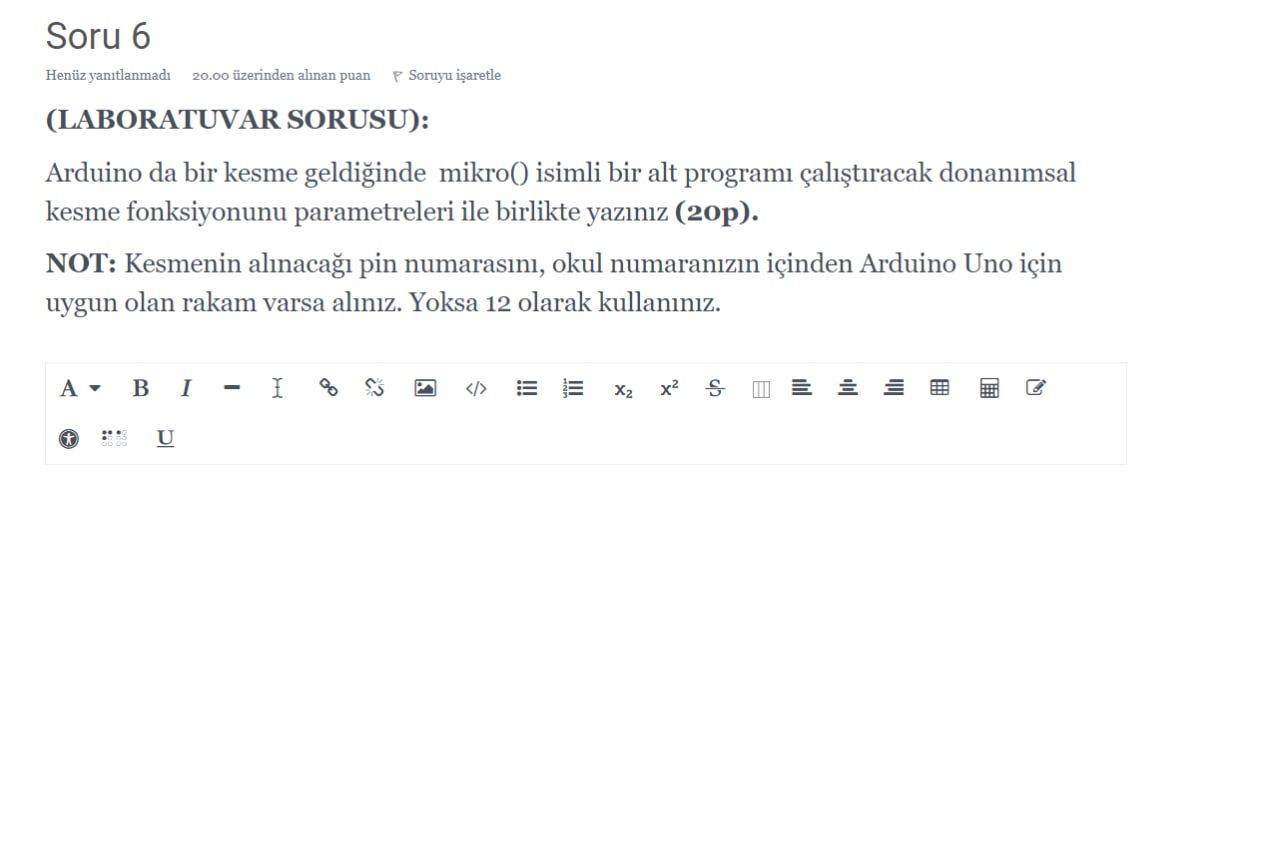 Soru 6
Henüz yanıtlanmadı 20.00 üzerinden alınan puan Soruyu işaretle
(LABORATUVAR SORUSU):
Arduino da bir kesme geldiğinde  mikro() isimli bir alt programı çalıştıracak donanımsal
kesme fonksiyonunu parametreleri ile birlikte yazınız (20p).
NOT: Kesmenin alınacağı pin numarasını, okul numaranızın içinden Arduino Uno için
uygun olan rakam varsa alınız. Yoksa 12 olarak kullanınız.
A B I x₂ x² S
U